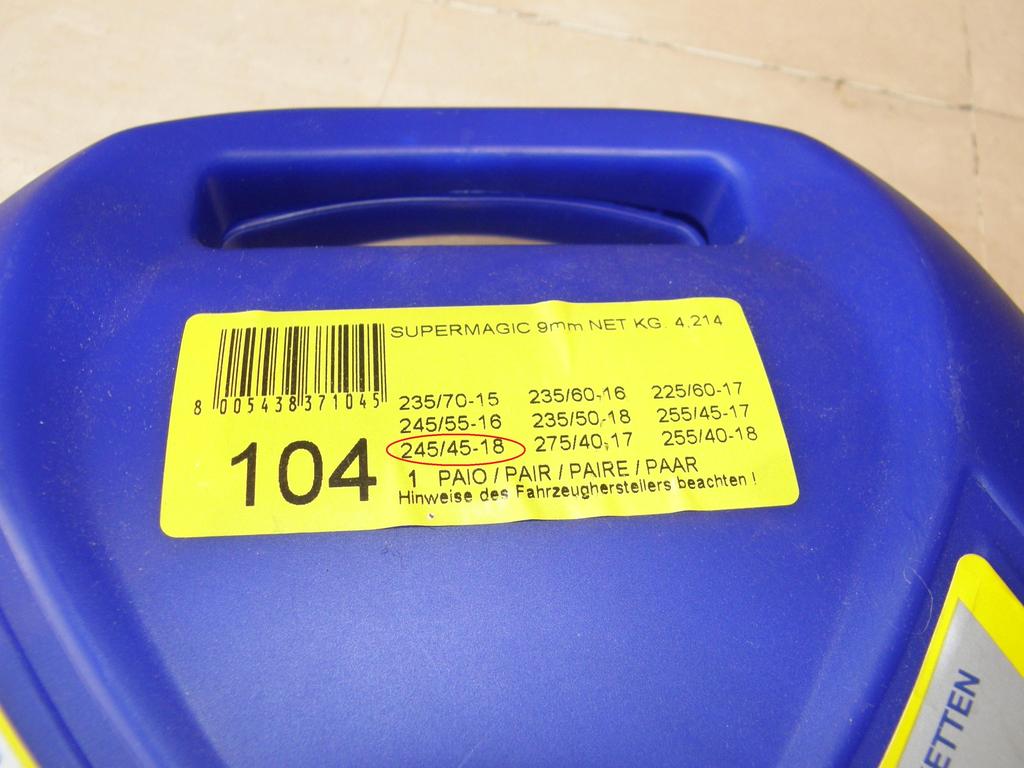 SUPERMAGIC 9mm NET KG. 4,214
8 005438 371045
235/70-15 235/60,16 225/60-17
245/55-16 235/50,18 255/45-17
245/45-18 275/40,17 255/40-18
104
1 PAIO / PAIR / PAIRE / PAAR
Hinweise des Fahrzeugherstellers beachten !
ETTEN